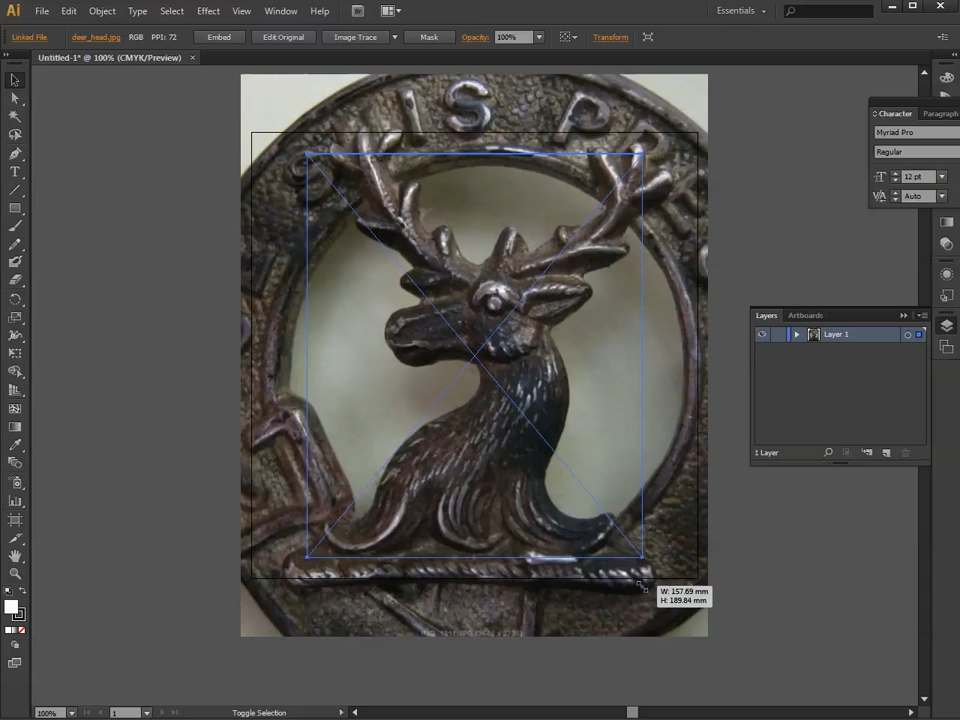 Ai File Edit Object Type Select Effect View Window Help Br Essentials
Linked File deer_head.jpg RGB PPI: 72 Embed Edit Original Image Trace Mask Opacity: 100% Transform
Untitled-1* @ 100% (CMYK/Preview) ×
I S P
Character Paragraph
Myriad Pro
Regular
12 pt
Auto
Layers Artboards
Layer 1
1 Layer
W: 157.69 mm
H: 189.84 mm
100% 1 Toggle Selection